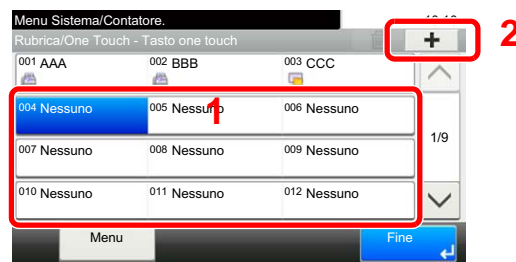 Menu Sistema/Contatore.
Rubrica/One Touch - Tasto one touch
+ 2
001 AAA 002 BBB 003 CCC
004 Nessuno 005 Nessuno 006 Nessuno
1
007 Nessuno 008 Nessuno 009 Nessuno
1/9
010 Nessuno 011 Nessuno 012 Nessuno
Menu Fine